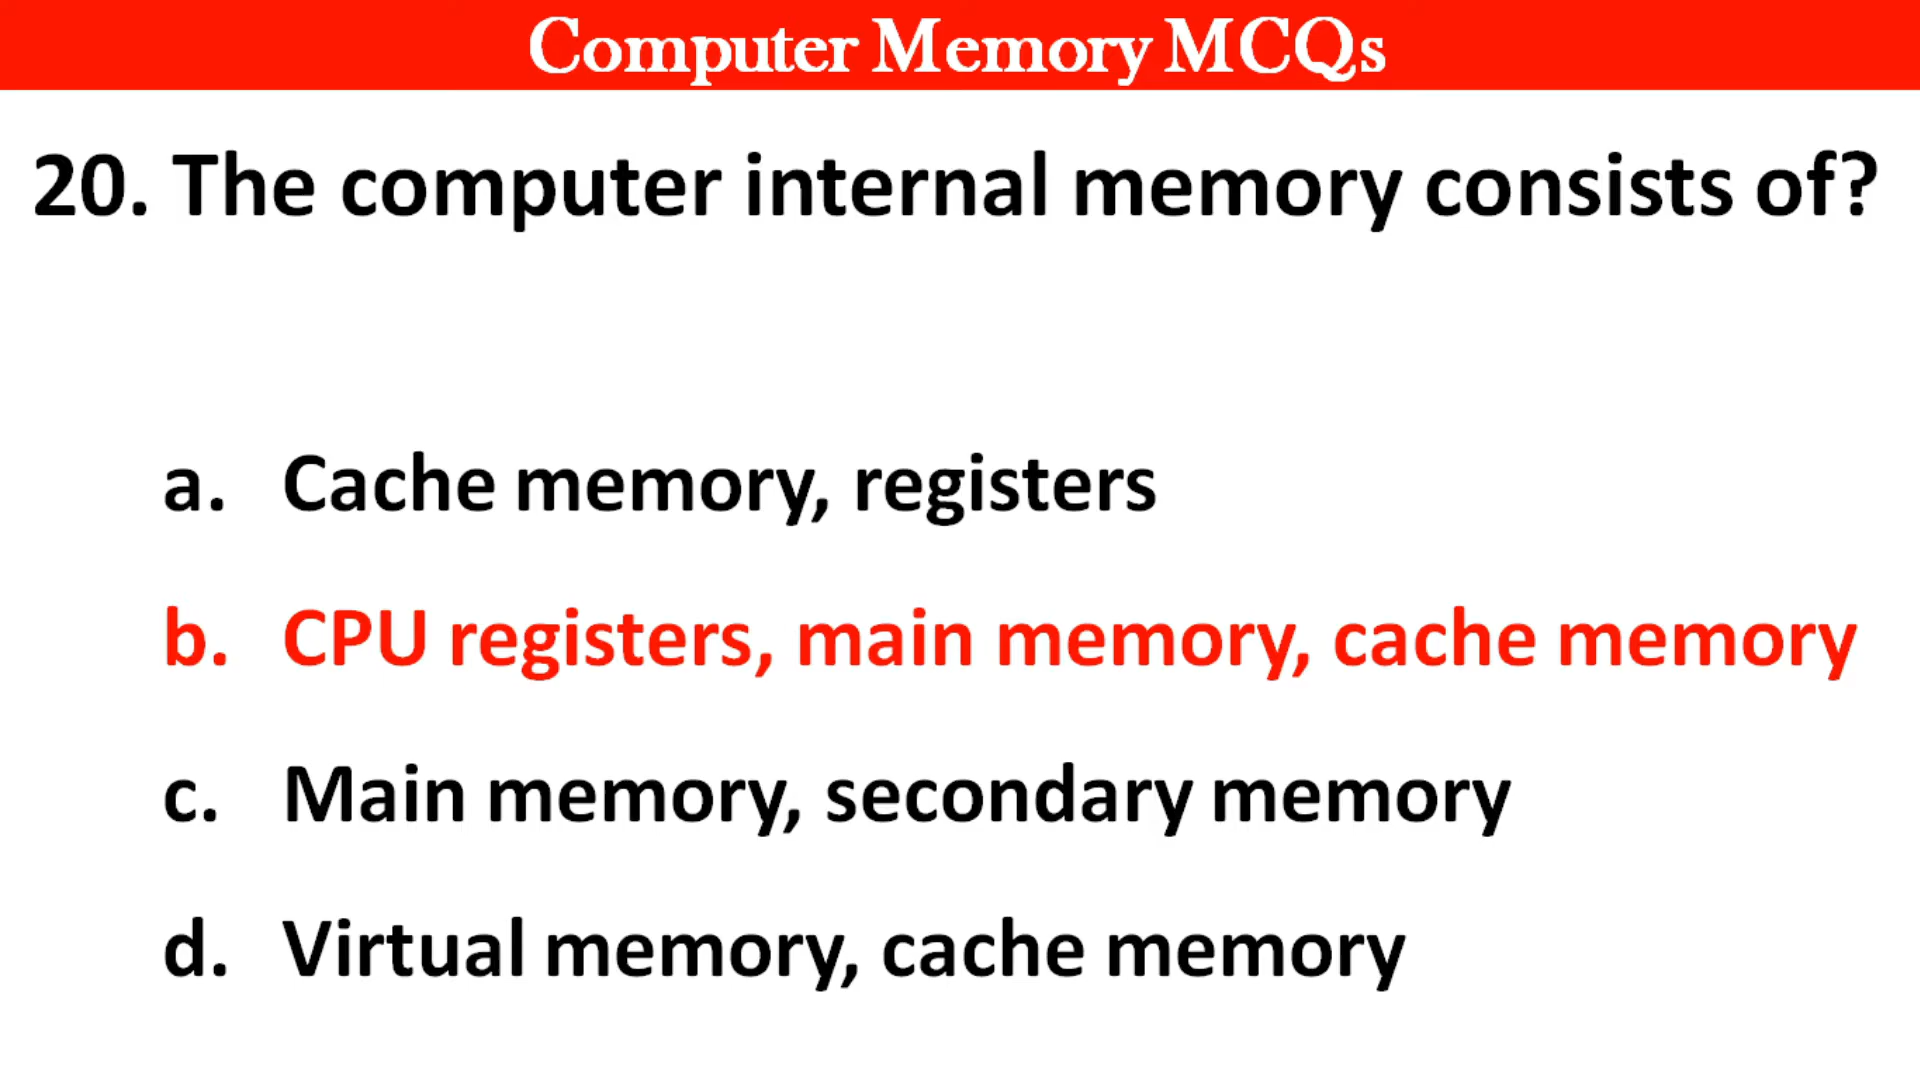 Computer Memory MCQs
20. The computer internal memory consists of?
a. Cache memory, registers
b. CPU registers, main memory, cache memory
c. Main memory, secondary memory
d. Virtual memory, cache memory